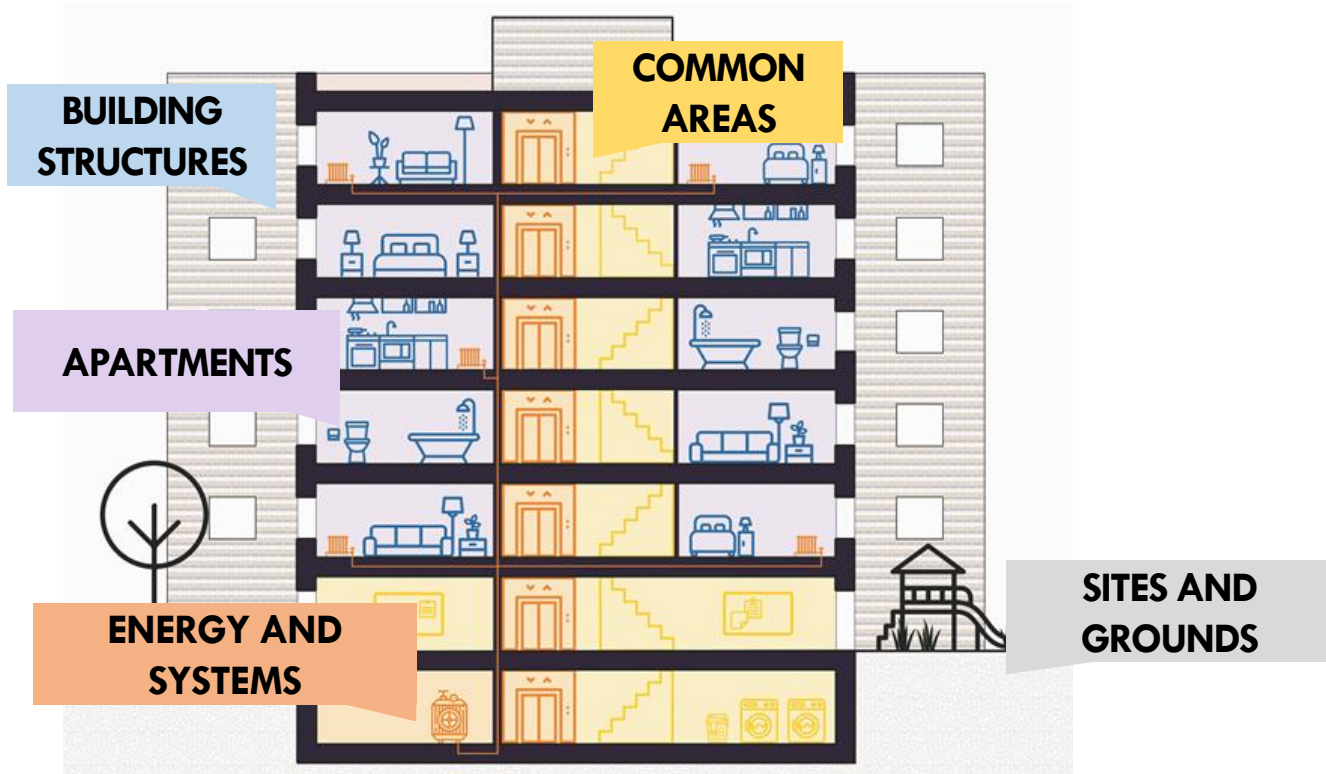 COMMON
AREAS
BUILDING
STRUCTURES
APARTMENTS
ENERGY AND
SYSTEMS
SITES AND
GROUNDS